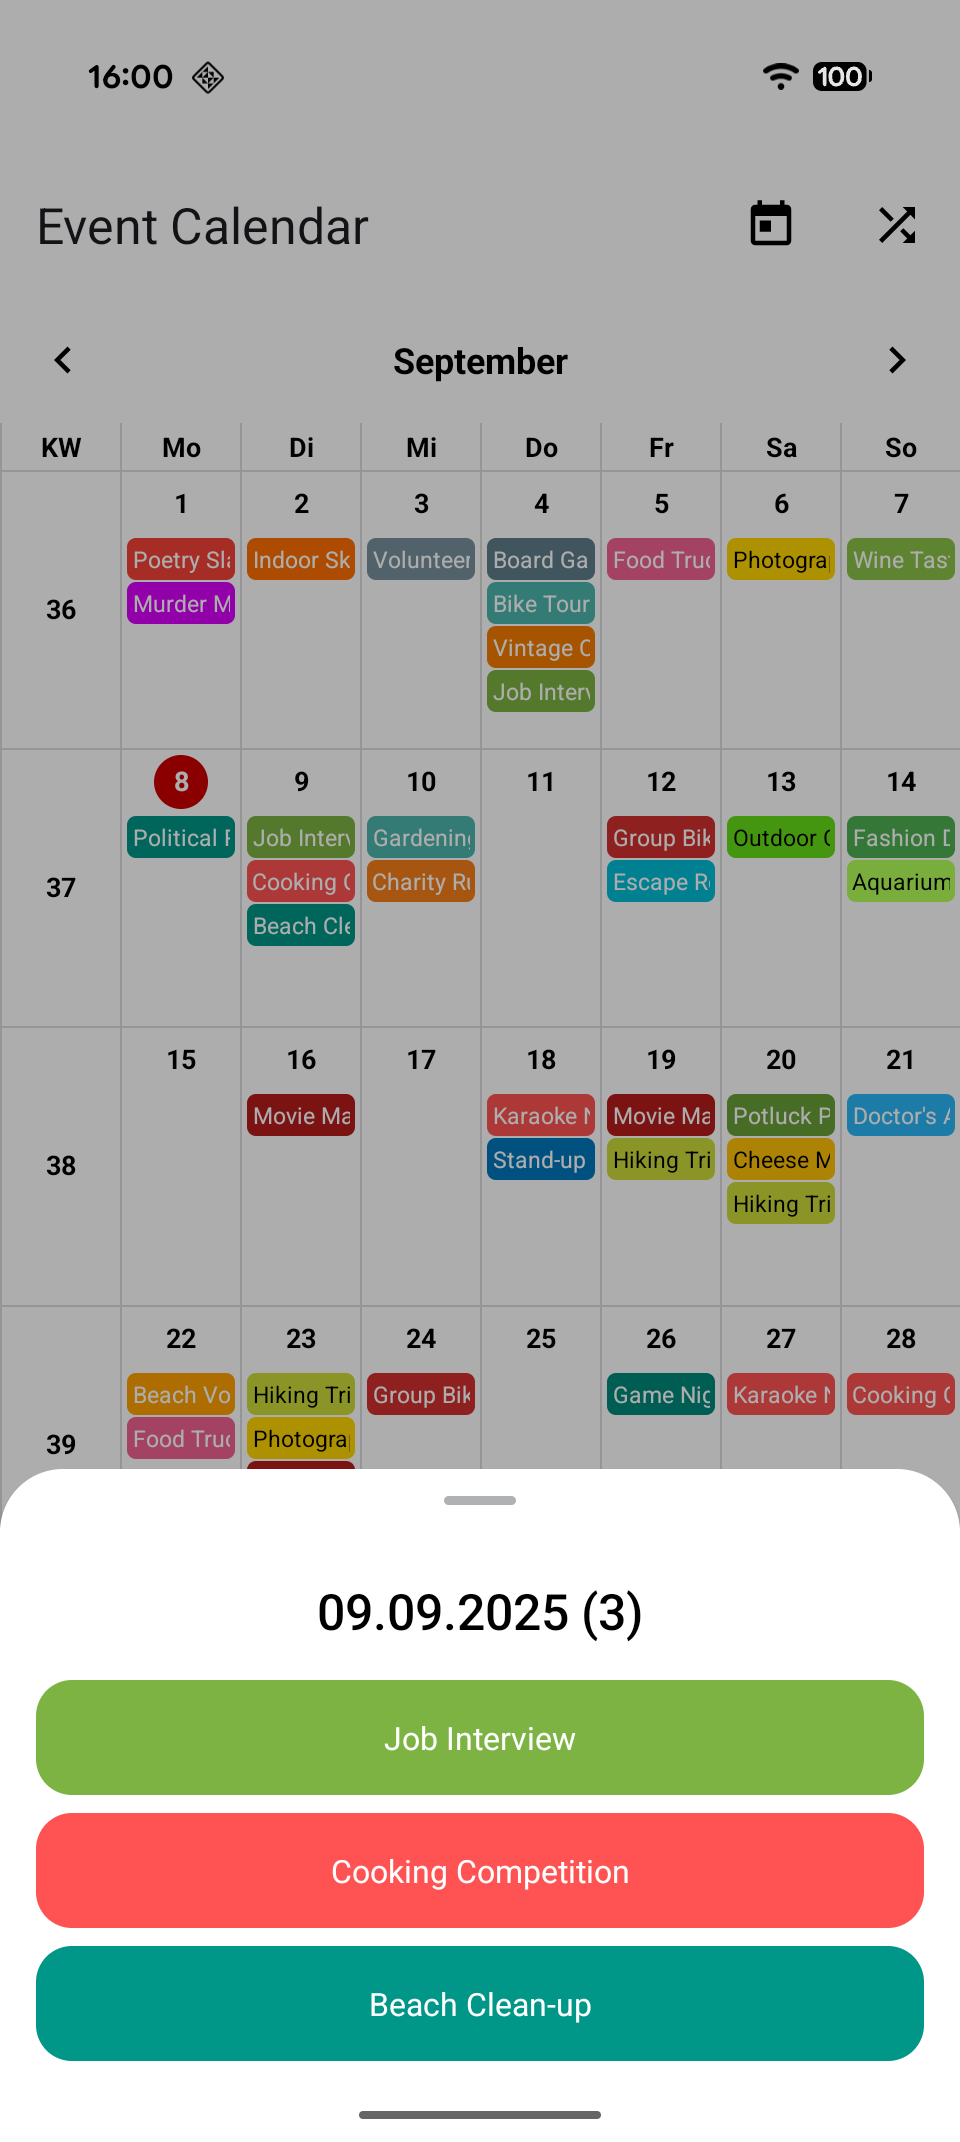 16:00
100
Event Calendar
September
KW Mo Di Mi Do Fr Sa So
1 2 3 4 5 6 7
Poetry Sla Indoor Sk Volunteer Board Ga Food Truc Photogra Wine Tas
Murder M Bike Tour
36
Vintage C
Job Interv
8 9 10 11 12 13 14
Political Job Interv Gardening Group Bik Outdoor Fashion
37
Cooking Charity Ru Escape R Aquarium
Beach Cle
15 16 17 18 19 20 21
Movie Ma Karaoke Movie Ma Potluck P Doctor's
38
Stand-up Hiking Tri Cheese M
Hiking Tri
22 23 24 25 26 27 28
Beach Vo Hiking Tri Group Bik Game Nig Karaoke Cooking
39
Food Truc Photogra
09.09.2025 (3)
Job Interview
Cooking Competition
Beach Clean-up